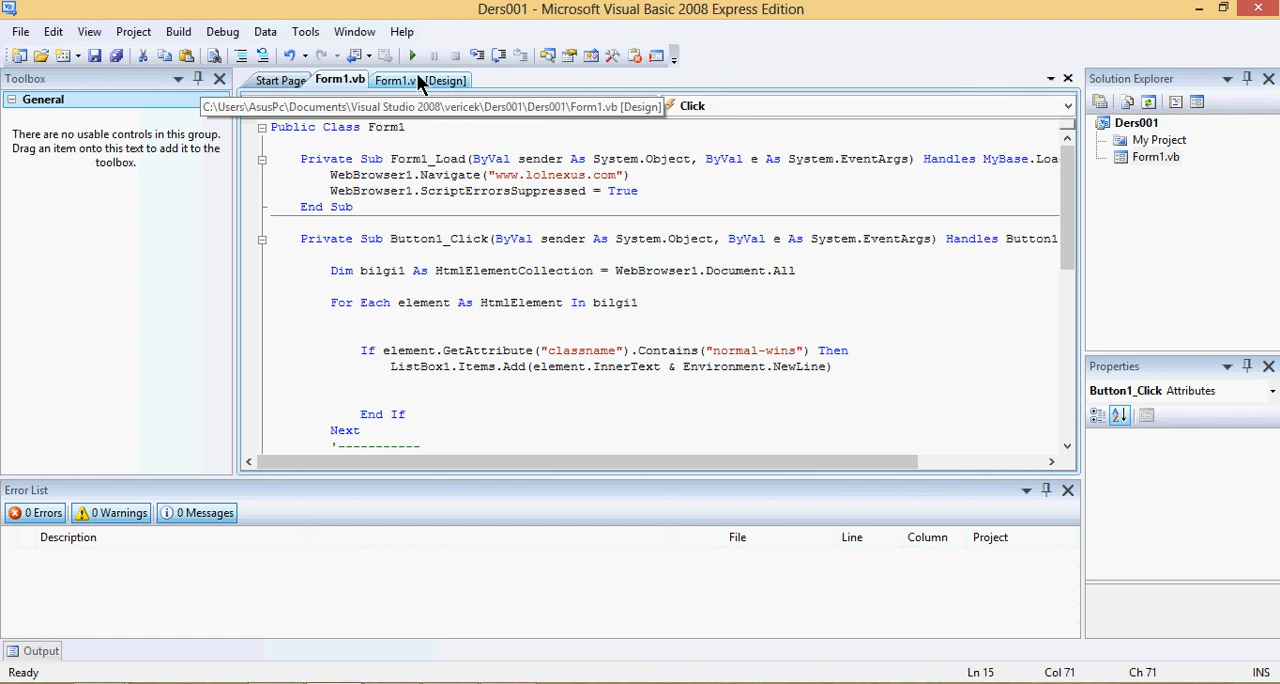 Ders001 - Microsoft Visual Basic 2008 Express Edition
File Edit View Project Build Debug Data Tools Window Help
Toolbox
General
There are no usable controls in this group. Drag an item onto this text to add it to the toolbox.
Start Page Form1.vb Form1.v [Design]
C:\Users\AsusPc\Documents\Visual Studio 2008\vericek\Ders001\Ders001\Form1.vb [Design] Click
Public Class Form1
Private Sub Form1_Load(ByVal sender As System.Object, ByVal e As System.EventArgs) Handles MyBase.Loa
WebBrowser1.Navigate("www.lolnexus.com")
WebBrowser1.ScriptErrorsSuppressed = True
End Sub
Private Sub Button1_Click(ByVal sender As System.Object, ByVal e As System.EventArgs) Handles Button1
Dim bilgi1 As HtmlElementCollection = WebBrowser1.Document.All
For Each element As HtmlElement In bilgi1
If element.GetAttribute("classname").Contains("normal-wins") Then
ListBox1.Items.Add(element.InnerText & Environment.NewLine)
End If
Next
'-----------
Solution Explorer
Ders001
My Project
Form1.vb
Properties
Button1_Click Attributes
Error List
0 Errors 0 Warnings 0 Messages
Description File Line Column Project
Output
Ready Ln 15 Col 71 Ch 71 INS